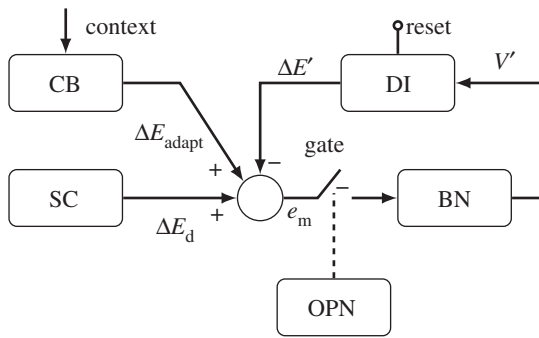 context
reset
CB
ΔE′
DI
V′
ΔE_adapt
gate
+
−
SC
+
−
BN
ΔE_d
e_m
OPN